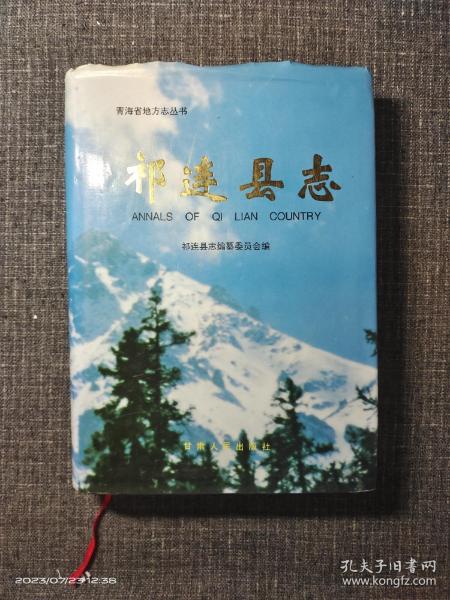 青海省地方志丛书
祁连县志
ANNALS OF QI LIAN COUNTRY
祁连县志编纂委员会编
甘肃人民出版社
2023/07/23 12:38
孔夫子旧书网
www.kongfz.com